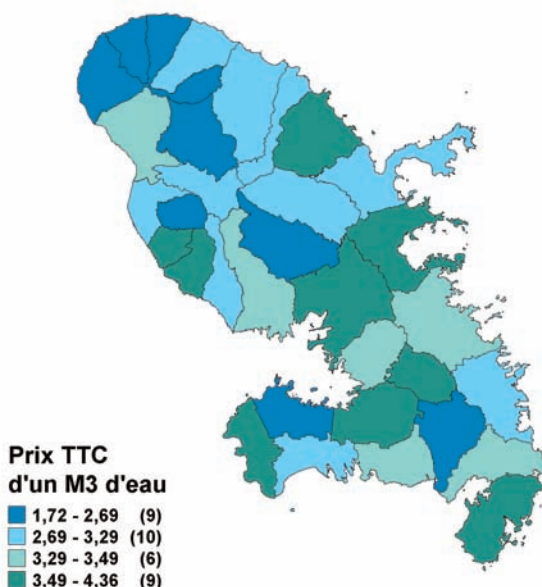 Prix TTC
d'un M3 d'eau
1,72 - 2,69 (9)
2,69 - 3,29 (10)
3,29 - 3,49 (6)
3,49 - 4,36 (9)